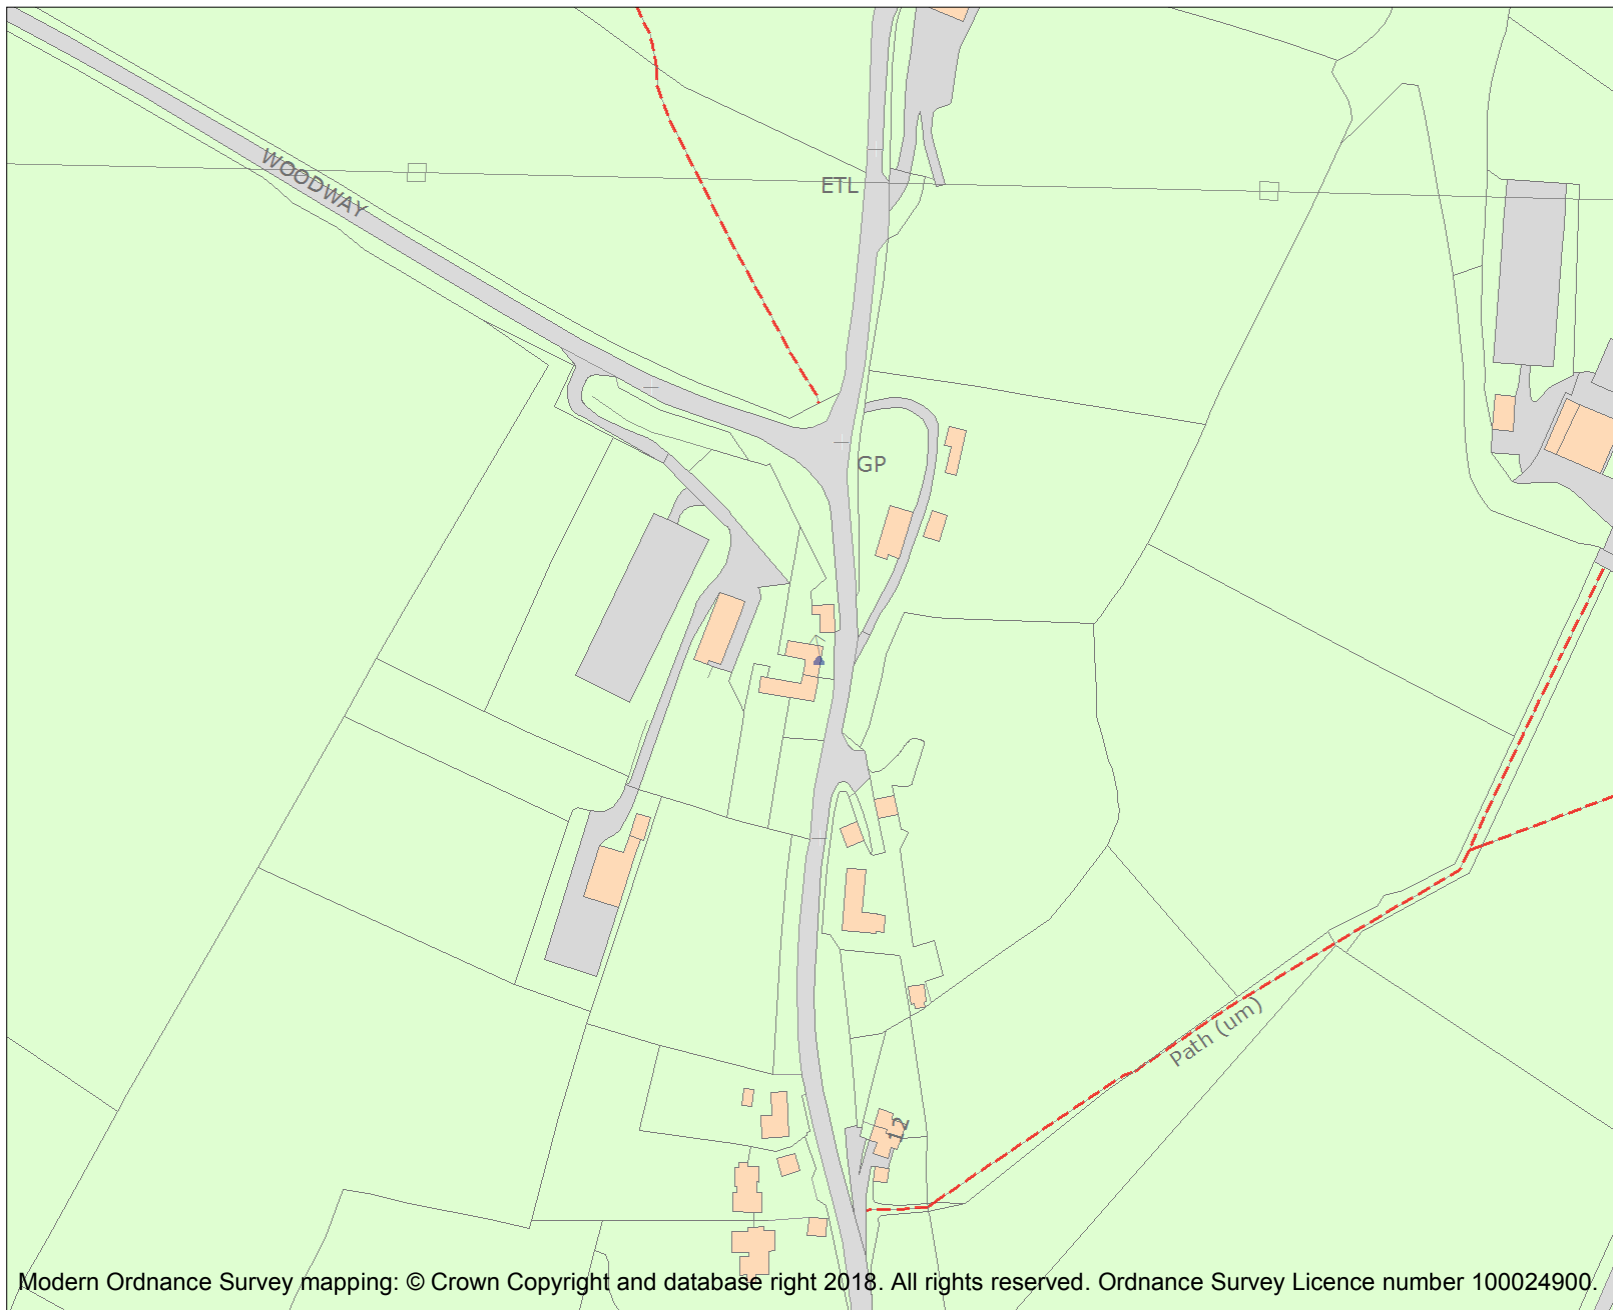 WOODWAY
ETL
GP
Path (um)
12
Modern Ordnance Survey mapping: © Crown Copyright and database right 2018. All rights reserved. Ordnance Survey Licence number 100024900.